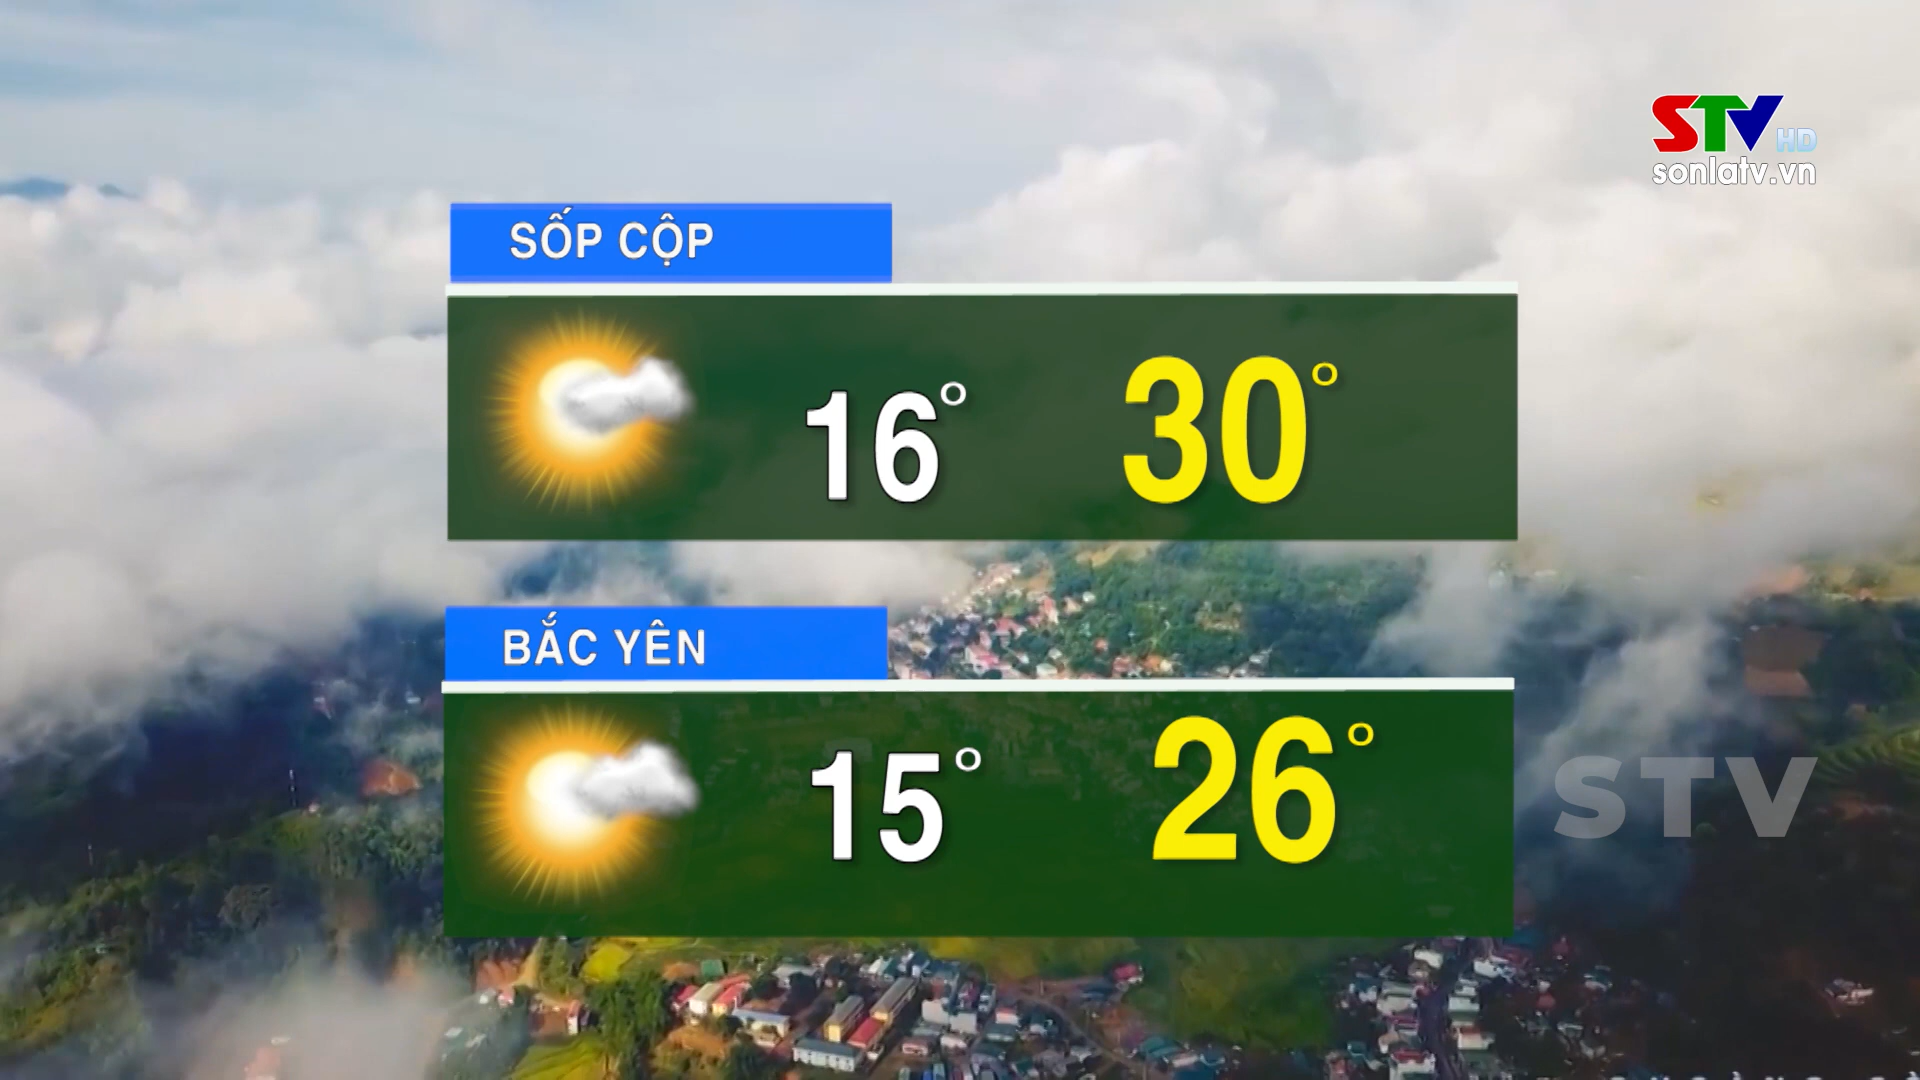 STV HD
sonlatv.vn
SỐP CỘP
16° 30°
BẮC YÊN
15° 26°
STV